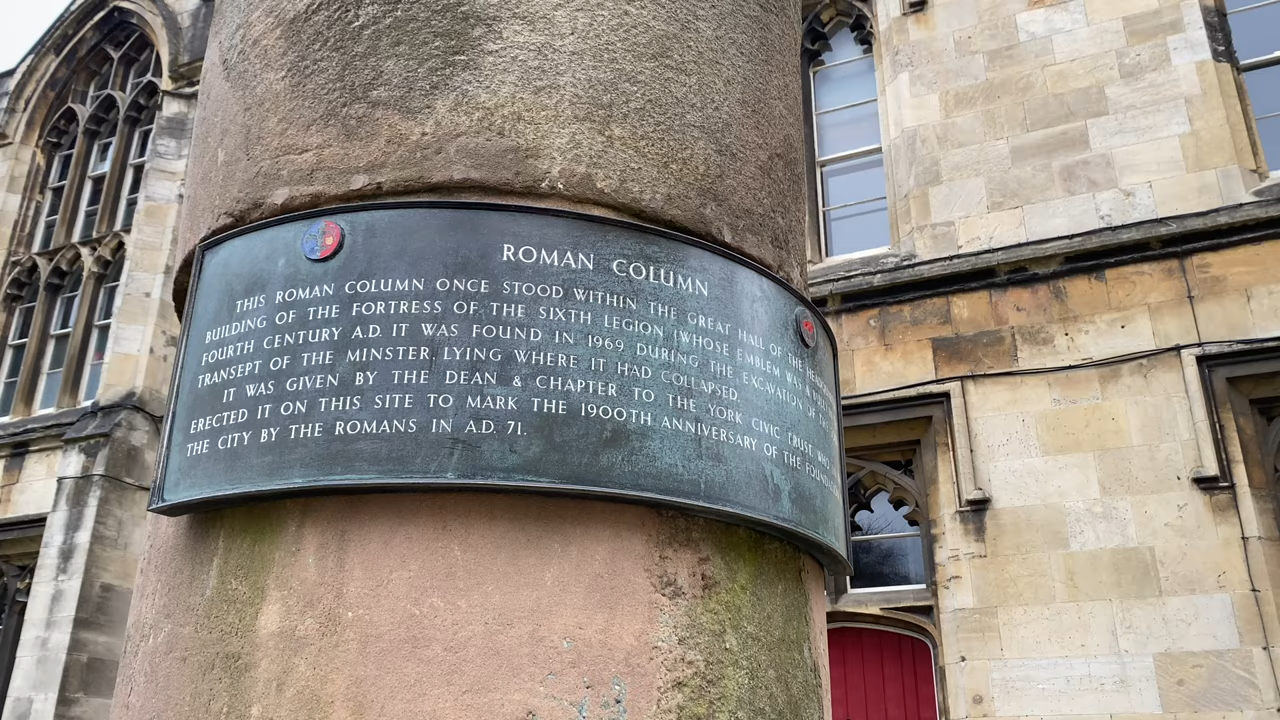 ROMAN COLUMN
THIS ROMAN COLUMN ONCE STOOD WITHIN THE GREAT HALL OF THE
BUILDING OF THE FORTRESS OF THE SIXTH LEGION (WHOSE EMBLEM WAS A
FOURTH CENTURY A.D. IT WAS FOUND IN 1969 DURING THE EXCAVATION OF THE
TRANSEPT OF THE MINSTER, LYING WHERE IT HAD COLLAPSED.
IT WAS GIVEN BY THE DEAN & CHAPTER TO THE YORK CIVIC TRUST, WHO
ERECTED IT ON THIS SITE TO MARK THE 1900TH ANNIVERSARY OF THE
THE CITY BY THE ROMANS IN A.D. 71.